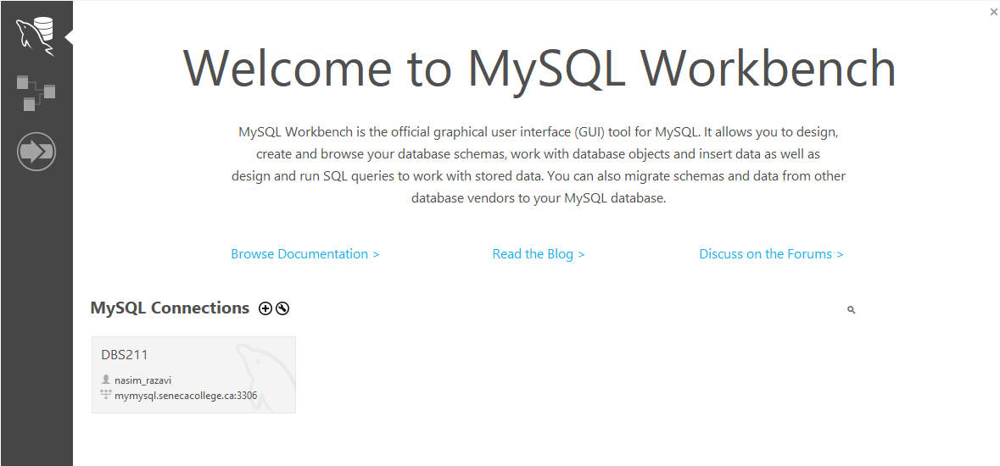 Welcome to MySQL Workbench
MySQL Workbench is the official graphical user interface (GUI) tool for MySQL. It allows you to design,
create and browse your database schemas, work with database objects and insert data as well as
design and run SQL queries to work with stored data. You can also migrate schemas and data from other
database vendors to your MySQL database.
Browse Documentation >
Read the Blog >
Discuss on the Forums >
MySQL Connections
DBS211
nasim_razavi
mymysql.senecacollege.ca:3306